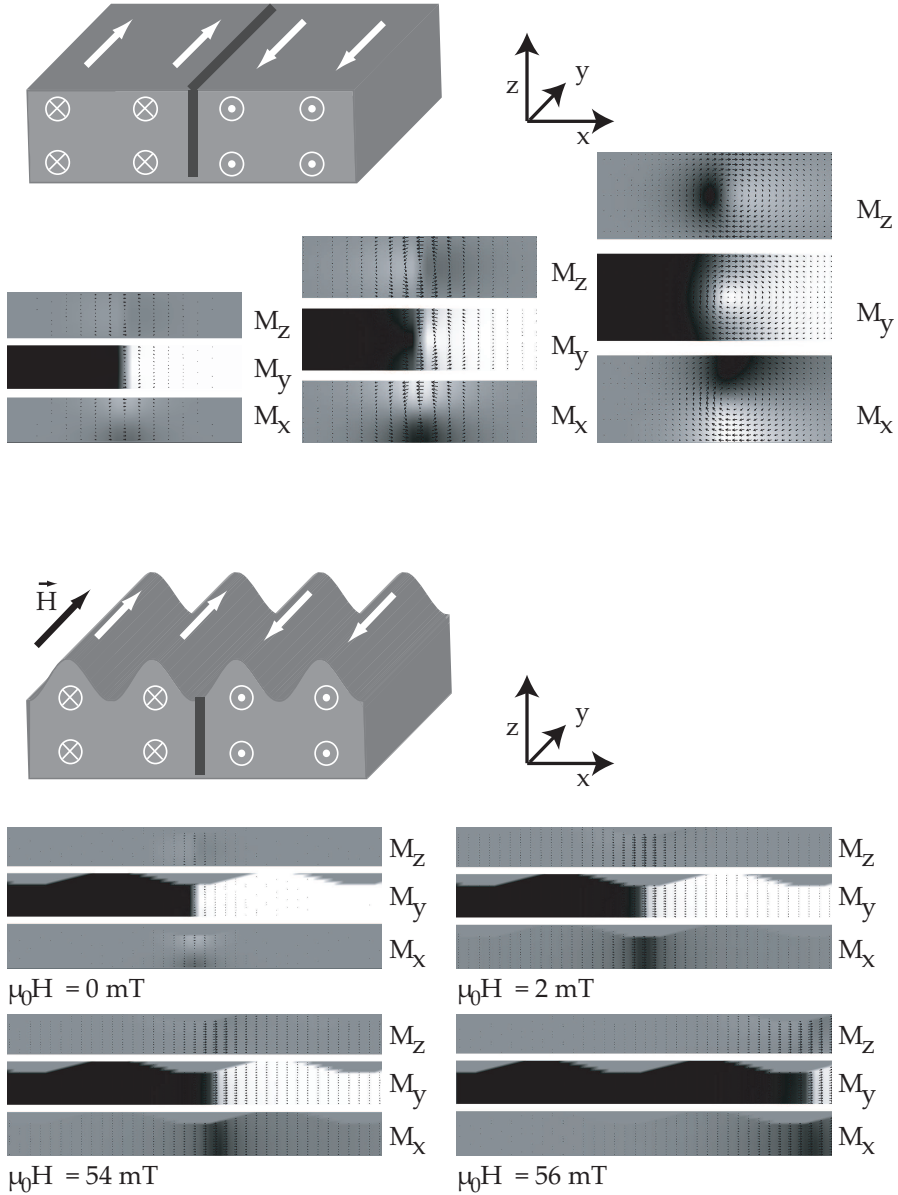 z
y
x
M_z
M_y
M_x
M_z
M_y
M_x
M_z
M_y
M_x
H
z
y
x
M_z
M_y
M_x
μ₀H = 0 mT
M_z
M_y
M_x
μ₀H = 2 mT
M_z
M_y
M_x
μ₀H = 54 mT
M_z
M_y
M_x
μ₀H = 56 mT